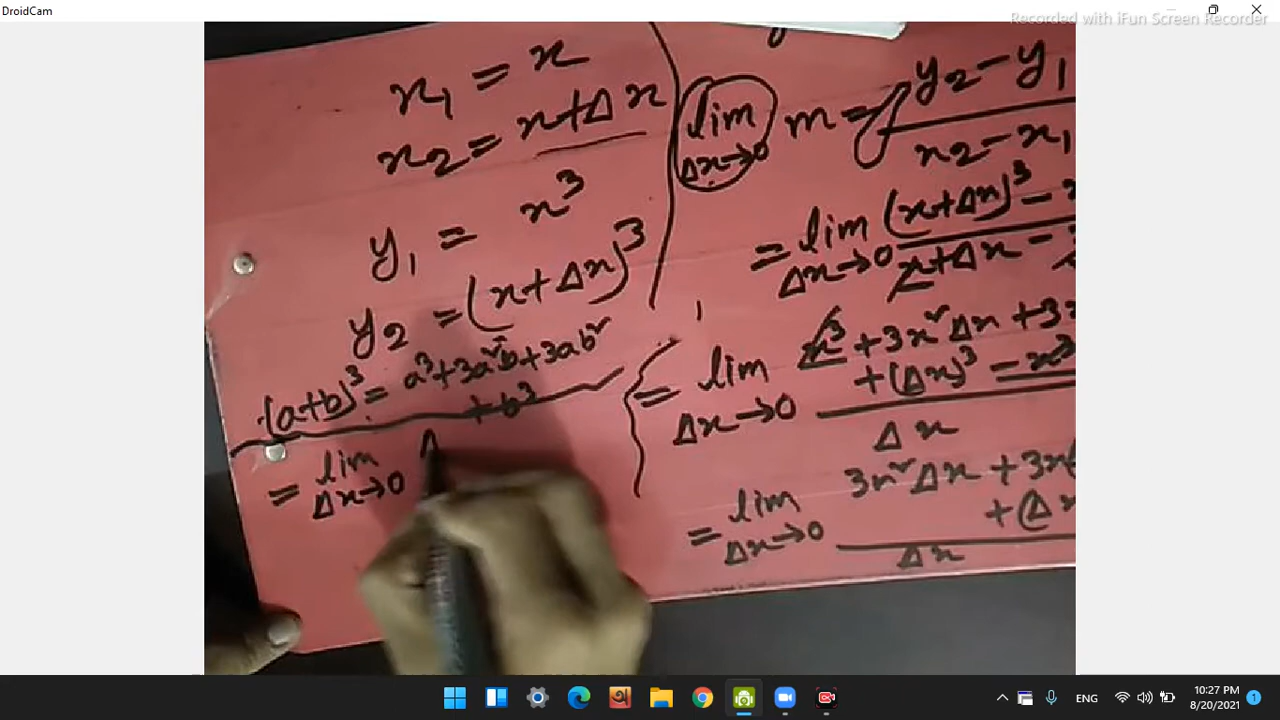 DroidCam
Recorded with iFun Screen Recorder
x₁ = x
x₂ = x+Δx
y₁ = x³
y₂ = (x+Δx)³
(a+b)³ = a³+3a²b+3ab²
+ b³
= lim
Δx→0
lim m = y₂ − y₁
Δx→0 x₂ − x₁
= lim (x+Δx)³ −
Δx→0 x+Δx −
= lim x³ +3x²Δx +3x
+(Δx)³ −x³
Δx→0 Δx
= lim 3x²Δx +3x(
+(Δx
Δx→0 Δx
ENG
10:27 PM
8/20/2021
1